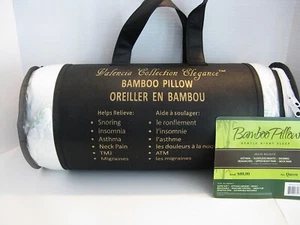 Valencia Collection Elegance™
BAMBOO PILLOW
OREILLER EN BAMBOU
Helps Relieve:
• Snoring
• Insomnia
• Asthma
• Neck Pain
• TMJ
• Migraines
Aide à soulager:
• le ronflement
• l'insomnie
• l'asthme
• les douleurs à la nuq
• ATM
• les migraines
Bamboo Pillow